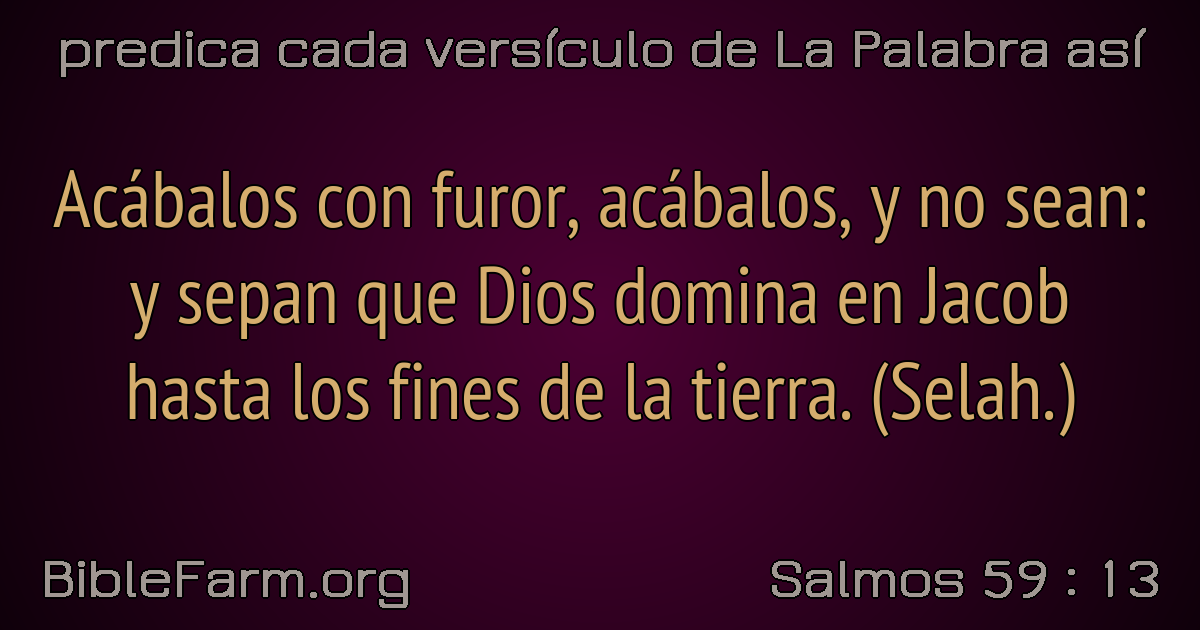 predica cada versículo de La Palabra así
Acábalos con furor, acábalos, y no sean:
y sepan que Dios domina en Jacob
hasta los fines de la tierra. (Selah.)
BibleFarm.org
Salmos 59 : 13